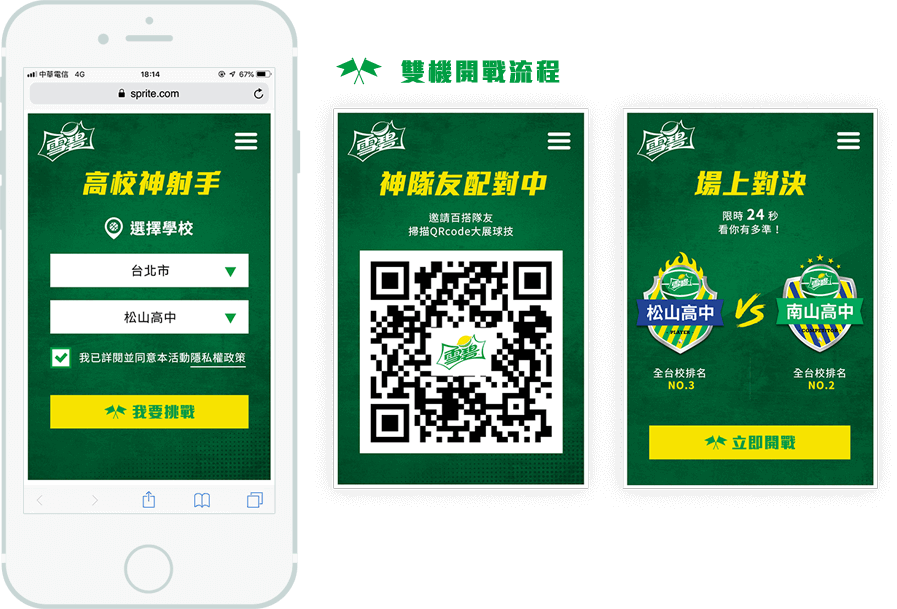 中華電信 4G
18:14
67%
sprite.com
雪碧
高校神射手
選擇學校
台北市
松山高中
我已詳閱並同意本活動隱私權政策
我要挑戰
雙機開戰流程
雪碧
神隊友配對中
邀請百搭隊友
掃描QRcode大展球技
雪碧
雪碧
場上對決
限時 24 秒
看你有多準！
雪碧
松山高中
PLAYER
VS
雪碧
南山高中
COMPETITOR
全台校排名
NO.3
全台校排名
NO.2
立即開戰